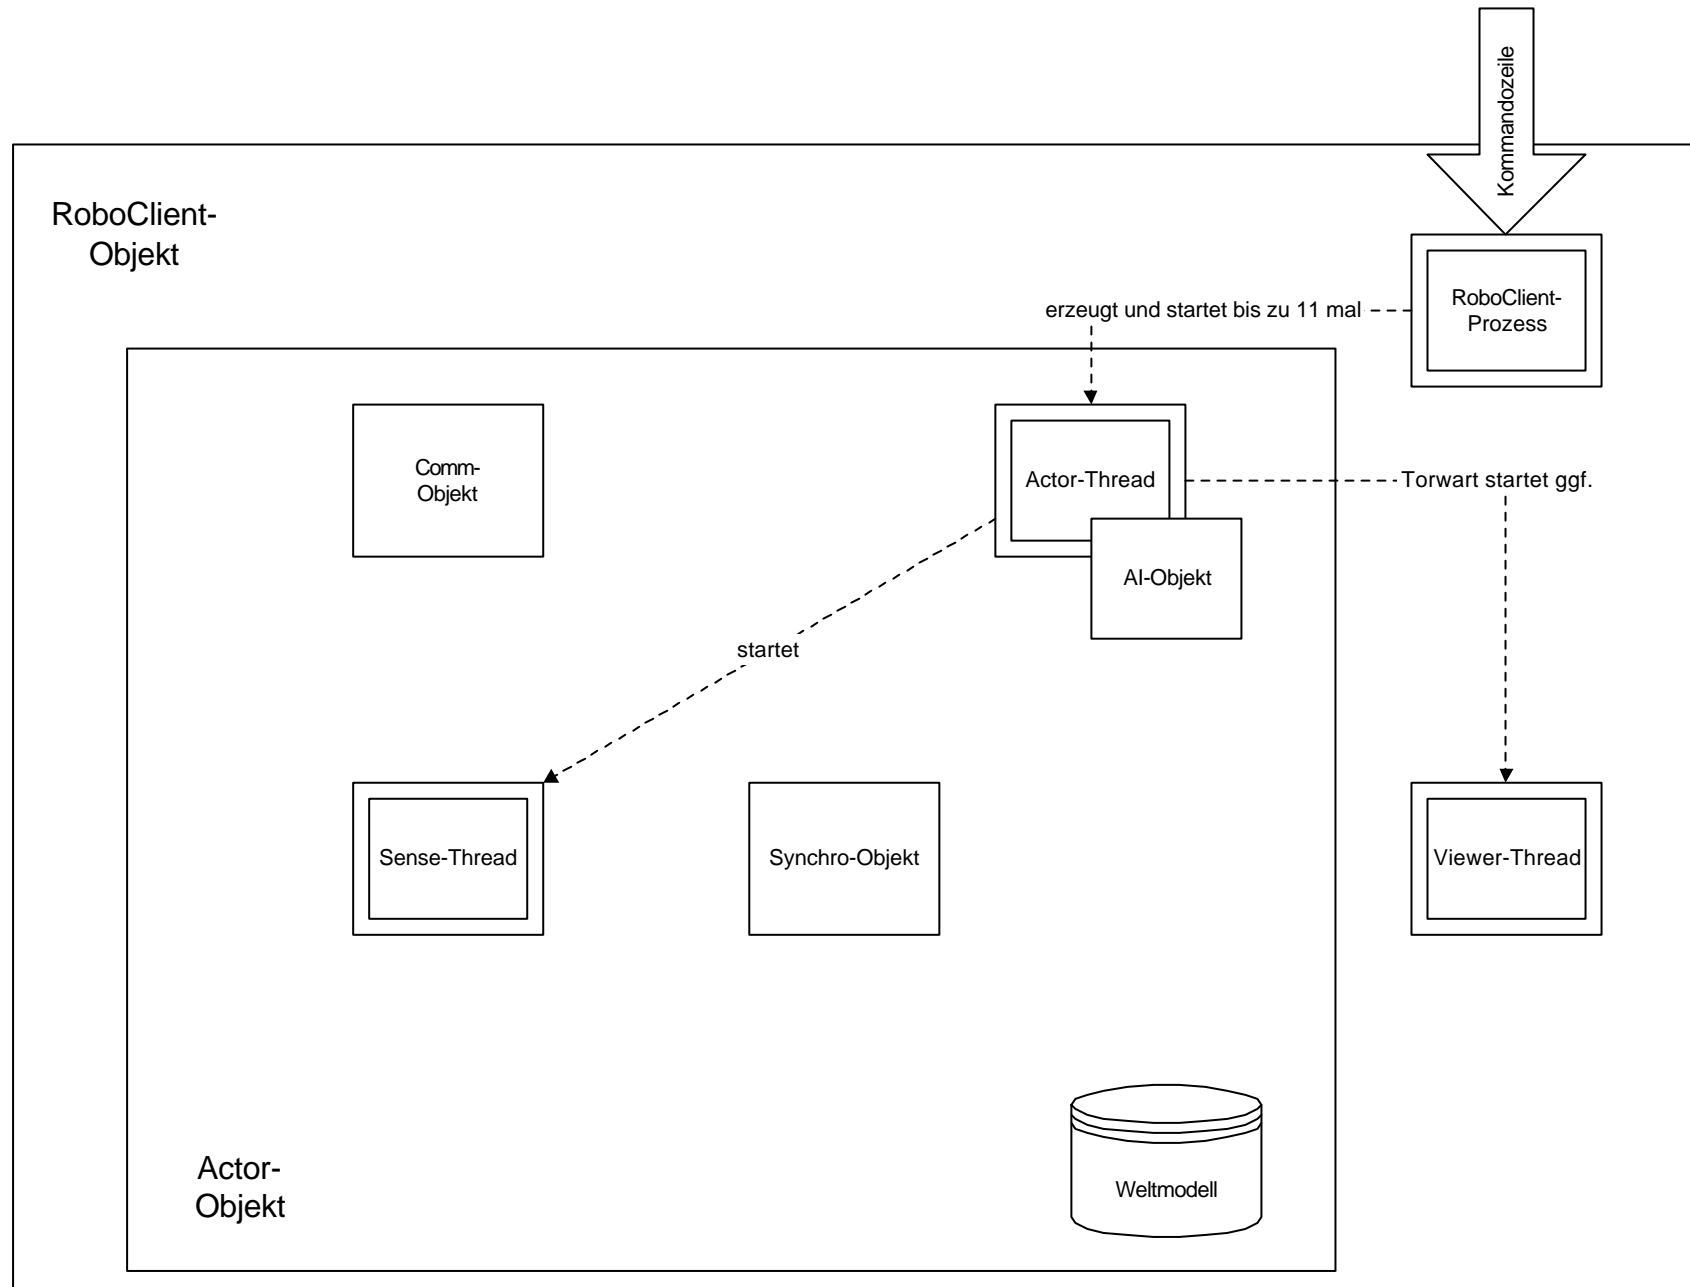 Kommandozeile
RoboClient-
Objekt
RoboClient-
Prozess
erzeugt und startet bis zu 11 mal
Comm-
Objekt
Actor-Thread
Torwart startet ggf.
AI-Objekt
startet
Sense-Thread
Synchro-Objekt
Viewer-Thread
Actor-
Objekt
Weltmodell